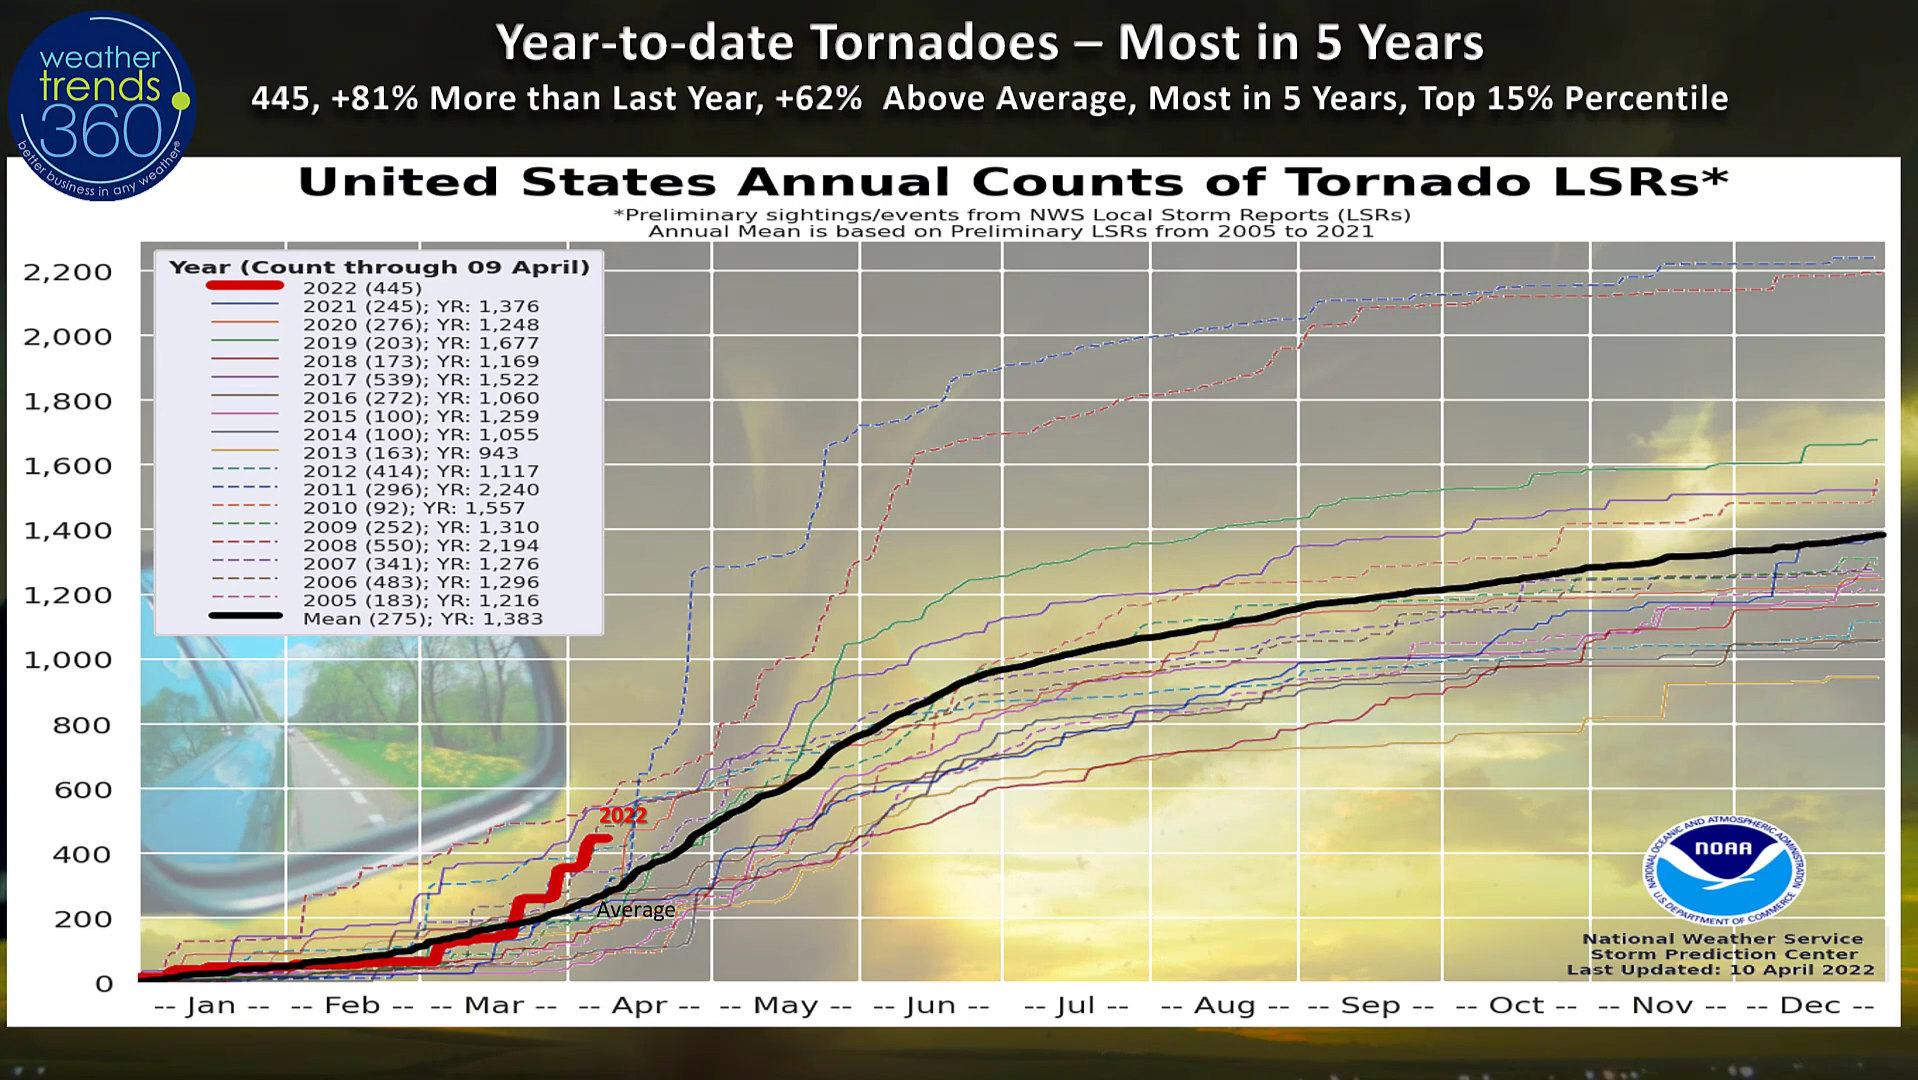 weather
trends
360
better business in any weather®
Year-to-date Tornadoes – Most in 5 Years
445, +81% More than Last Year, +62% Above Average, Most in 5 Years, Top 15% Percentile
United States Annual Counts of Tornado LSRs*
*Preliminary sightings/events from NWS Local Storm Reports (LSRs)
Annual Mean is based on Preliminary LSRs from 2005 to 2021
2,200
2,000
1,800
1,600
1,400
1,200
1,000
800
600
400
200
0
Year (Count through 09 April)
2022 (445)
2021 (245); YR: 1,376
2020 (276); YR: 1,248
2019 (203); YR: 1,677
2018 (173); YR: 1,169
2017 (539); YR: 1,522
2016 (272); YR: 1,060
2015 (100); YR: 1,259
2014 (100); YR: 1,055
2013 (163); YR: 943
2012 (414); YR: 1,117
2011 (296); YR: 2,240
2010 (92); YR: 1,557
2009 (252); YR: 1,310
2008 (550); YR: 2,194
2007 (341); YR: 1,276
2006 (483); YR: 1,296
2005 (183); YR: 1,216
Mean (275); YR: 1,383
2022
Average
NATIONAL OCEANIC AND ATMOSPHERIC ADMINISTRATION
NOAA
U.S. DEPARTMENT OF COMMERCE
National Weather Service
Storm Prediction Center
Last Updated: 10 April 2022
-- Jan -- -- Feb -- -- Mar -- -- Apr -- -- May -- -- Jun -- -- Jul -- -- Aug -- -- Sep -- -- Oct -- -- Nov -- -- Dec --